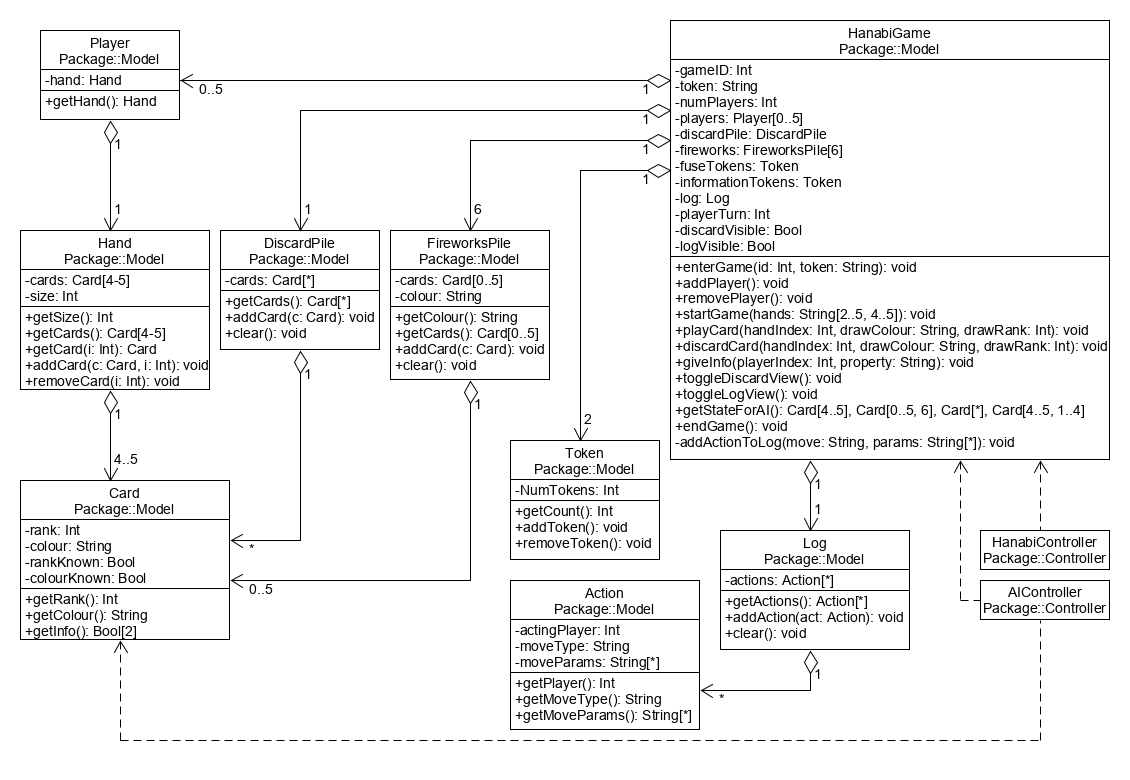 Player
Package::Model
-hand: Hand
+getHand(): Hand
HanabiGame
Package::Model
-gameID: Int
-token: String
-numPlayers: Int
-players: Player[0..5]
-discardPile: DiscardPile
-fireworks: FireworksPile[6]
-fuseTokens: Token
-informationTokens: Token
-log: Log
-playerTurn: Int
-discardVisible: Bool
-logVisible: Bool
+enterGame(id: Int, token: String): void
+addPlayer(): void
+removePlayer(): void
+startGame(hands: String[2..5, 4..5]): void
+playCard(handIndex: Int, drawColour: String, drawRank: Int): void
+discardCard(handIndex: Int, drawColour: String, drawRank: Int): void
+giveInfo(playerIndex: Int, property: String): void
+toggleDiscardView(): void
+toggleLogView(): void
+getStateForAI(): Card[4..5], Card[0..5, 6], Card[*], Card[4..5, 1..4]
+endGame(): void
-addActionToLog(move: String, params: String[*]): void
0..5
1
1
1
1
1
1
1
6
2
Hand
Package::Model
-cards: Card[4-5]
-size: Int
+getSize(): Int
+getCards(): Card[4-5]
+getCard(i: Int): Card
+addCard(c: Card, i: Int): void
+removeCard(i: Int): void
DiscardPile
Package::Model
-cards: Card[*]
+getCards(): Card[*]
+addCard(c: Card): void
+clear(): void
FireworksPile
Package::Model
-cards: Card[0..5]
-colour: String
+getColour(): String
+getCards(): Card[0..5]
+addCard(c: Card): void
+clear(): void
1
1
1
4..5
*
0..5
Card
Package::Model
-rank: Int
-colour: String
-rankKnown: Bool
-colourKnown: Bool
+getRank(): Int
+getColour(): String
+getInfo(): Bool[2]
Token
Package::Model
-NumTokens: Int
+getCount(): Int
+addToken(): void
+removeToken(): void
1
1
Log
Package::Model
-actions: Action[*]
+getActions(): Action[*]
+addAction(act: Action): void
+clear(): void
1
*
HanabiController
Package::Controller
AIController
Package::Controller
Action
Package::Model
-actingPlayer: Int
-moveType: String
-moveParams: String[*]
+getPlayer(): Int
+getMoveType(): String
+getMoveParams(): String[*]